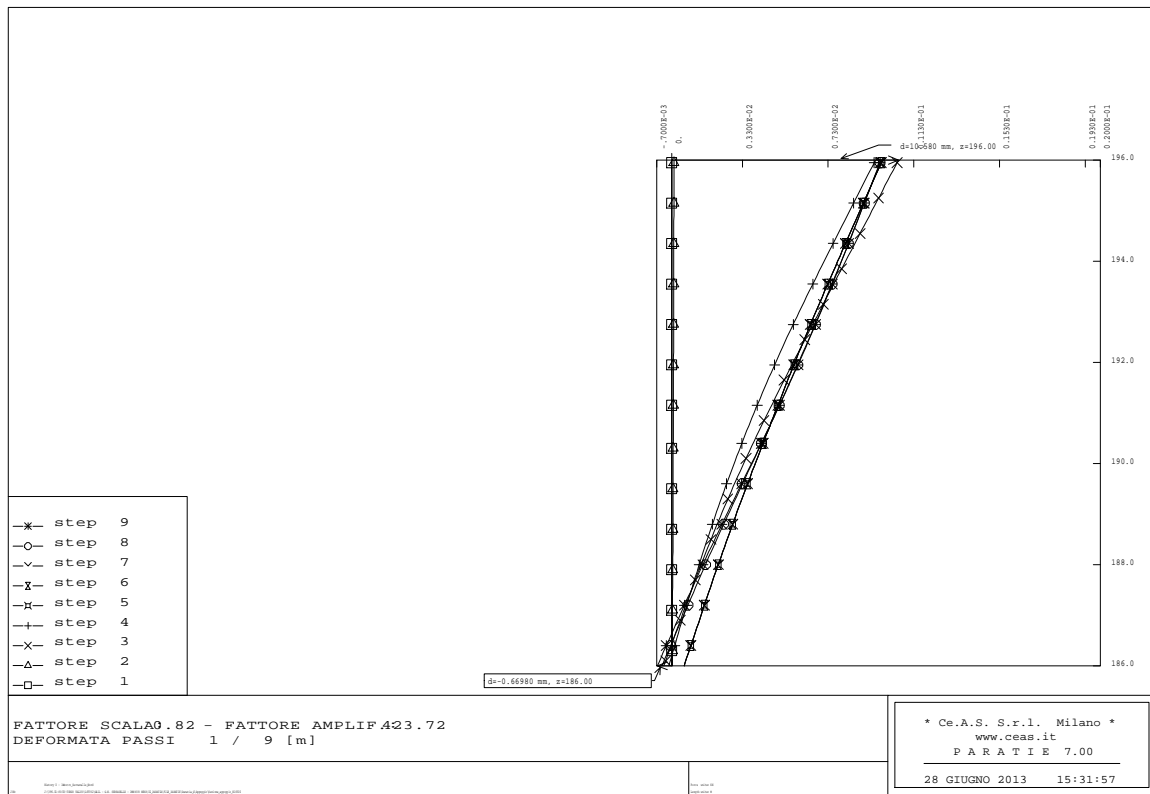 -.7000E-03
0.
0.3300E-02
0.7300E-02
0.1130E-01
0.1530E-01
0.1930E-01
0.2000E-01
d=10.580 mm, z=196.00
196.0
194.0
192.0
190.0
188.0
186.0
d=-0.66980 mm, z=186.00
step 9
step 8
step 7
step 6
step 5
step 4
step 3
step 2
step 1
FATTORE SCALA 0.82 - FATTORE AMPLIF. 423.72
DEFORMATA PASSI 1 / 9 [m]
* Ce.A.S. S.r.l. Milano *
www.ceas.it
P A R A T I E 7.00
28 GIUGNO 2013 15:31:57